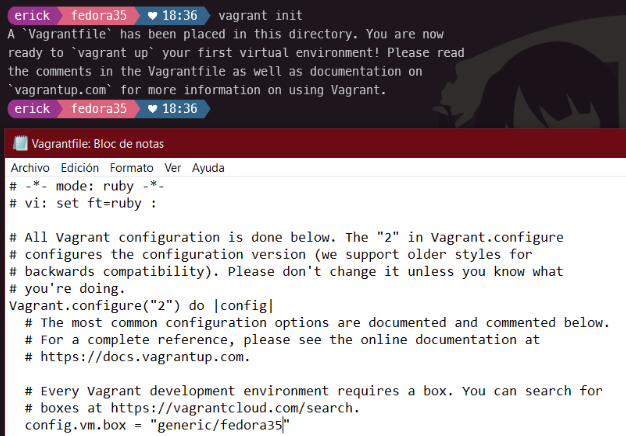 erick fedora35 ♥ 18:36 vagrant init
A `Vagrantfile` has been placed in this directory. You are now
ready to `vagrant up` your first virtual environment! Please read
the comments in the Vagrantfile as well as documentation on
`vagrantup.com` for more information on using Vagrant.
erick fedora35 ♥ 18:36
Vagrantfile: Bloc de notas
Archivo Edición Formato Ver Ayuda
# -*- mode: ruby -*-
# vi: set ft=ruby :
# All Vagrant configuration is done below. The "2" in Vagrant.configure
# configures the configuration version (we support older styles for
# backwards compatibility). Please don't change it unless you know what
# you're doing.
Vagrant.configure("2") do |config|
# The most common configuration options are documented and commented below.
# For a complete reference, please see the online documentation at
# https://docs.vagrantup.com.
# Every Vagrant development environment requires a box. You can search for
# boxes at https://vagrantcloud.com/search.
config.vm.box = "generic/fedora35"